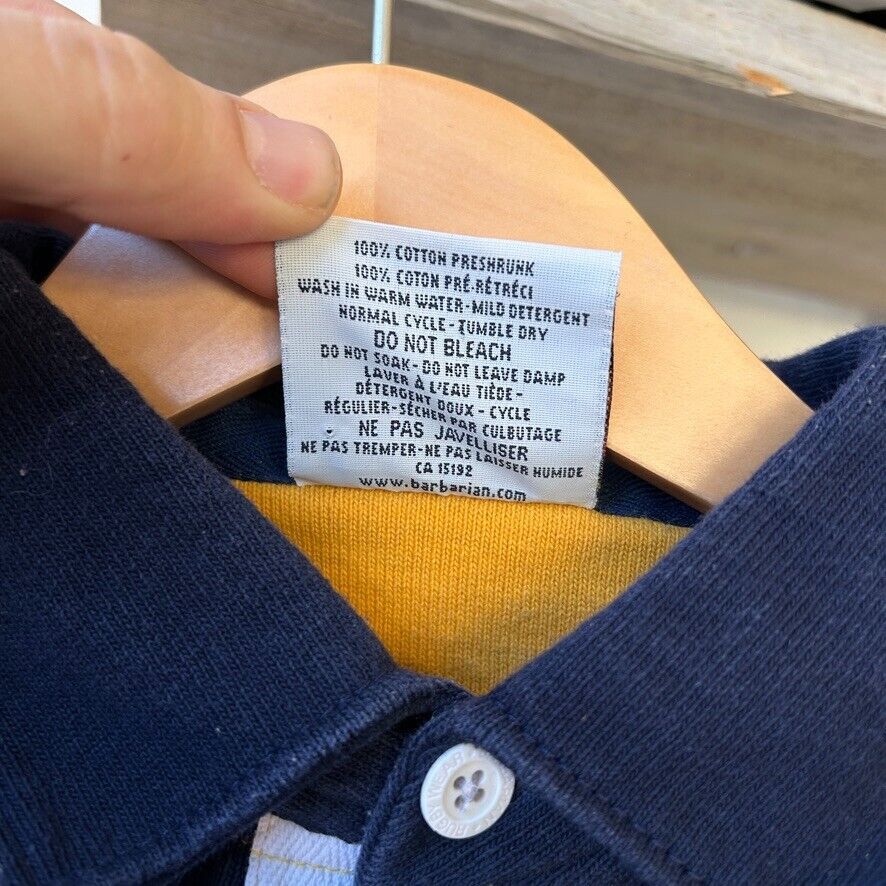 100% COTTON PRESHRUNK
100% COTON PRÉ-RÉTRÉCI
WASH IN WARM WATER-MILD DETERGENT
NORMAL CYCLE-TUMBLE DRY
DO NOT BLEACH
DO NOT SOAK-DO NOT LEAVE DAMP
LAVER À L'EAU TIÈDE-
DÉTERGENT DOUX-CYCLE
RÉGULIER-SÉCHER PAR CULBUTAGE
NE PAS JAVELLISER
NE PAS TREMPER-NE PAS LAISSER HUMIDE
CA 15192
www.barbarian.com
RUGBY WEAR